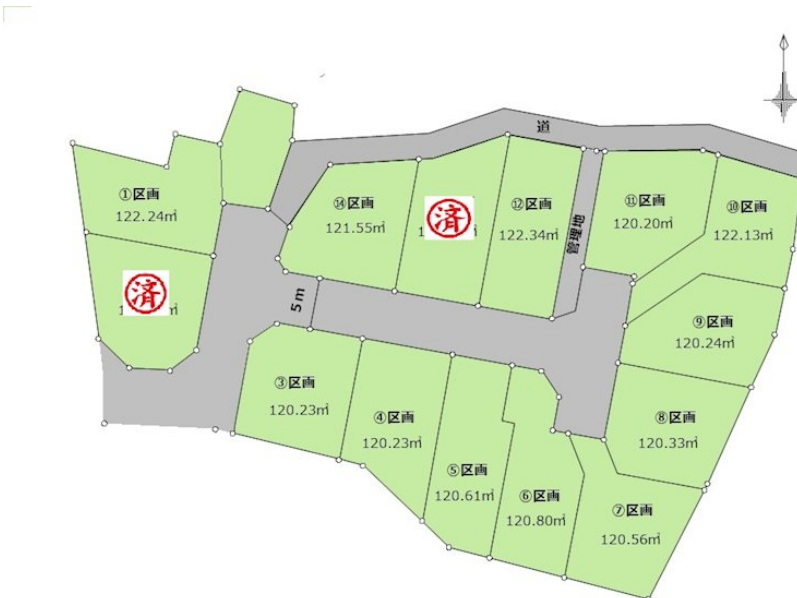 道
①区画
122.24㎡
⑭区画
121.55㎡
済
⑫区画
122.34㎡
管理地
⑪区画
120.20㎡
⑩区画
122.13㎡
済
5m
⑨区画
120.24㎡
③区画
120.23㎡
④区画
120.23㎡
⑧区画
120.33㎡
⑤区画
120.61㎡
⑥区画
120.80㎡
⑦区画
120.56㎡